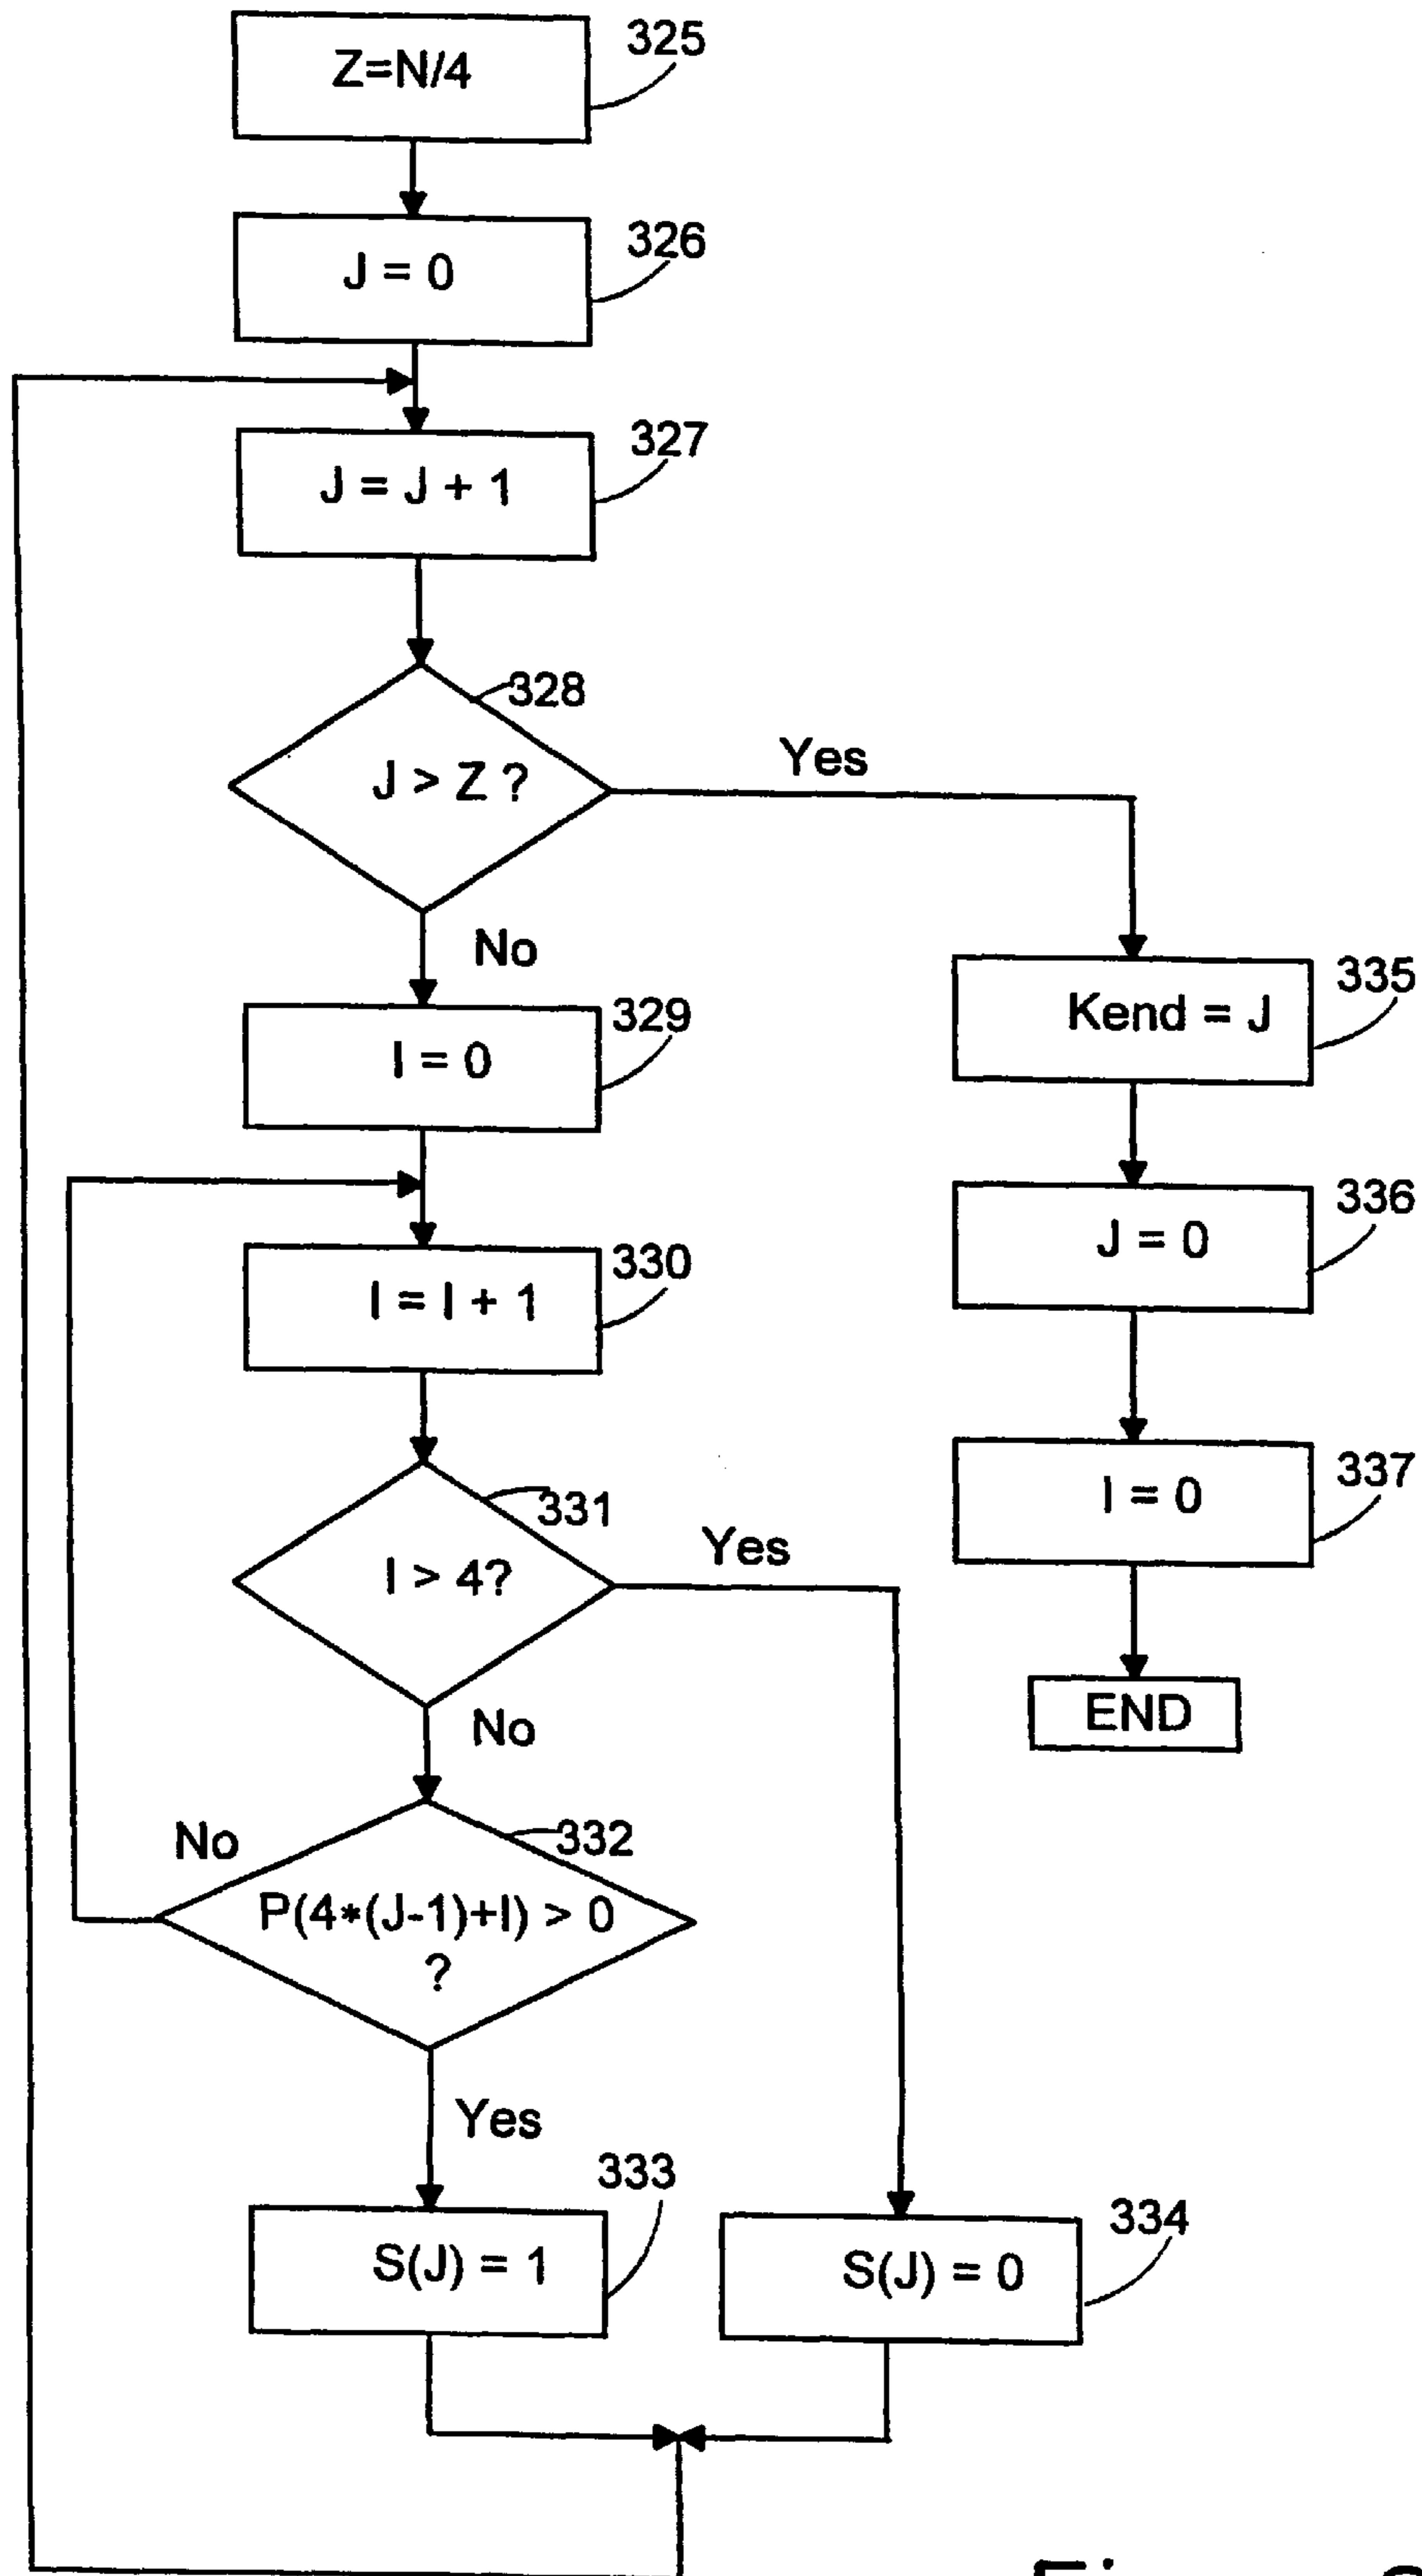 Z=N/4
325
J = 0
326
J = J + 1
327
J > Z ?
328
Yes
No
I = 0
329
I = I + 1
330
I > 4?
331
Yes
No
P(4*(J-1)+I) > 0
?
332
No
Yes
S(J) = 1
333
S(J) = 0
334
Kend = J
335
J = 0
336
I = 0
337
END